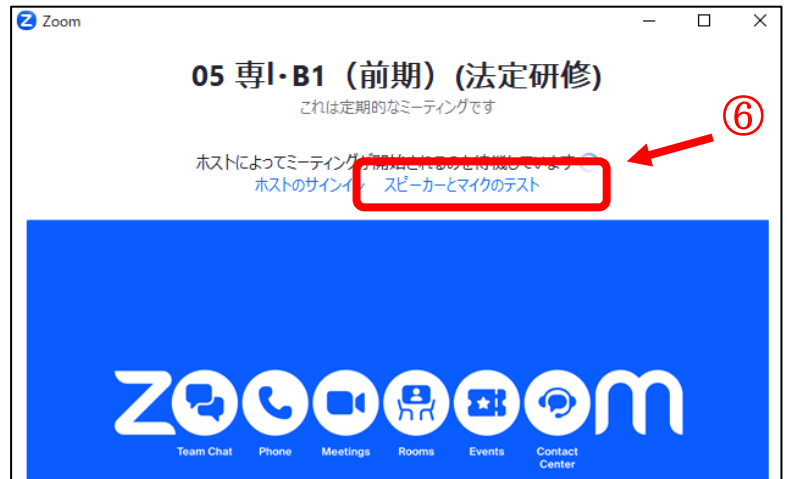 Zoom
05 専Ⅰ・B1（前期）(法定研修)
これは定期的なミーティングです
⑥
ホストによってミーティングが開始されるのを待機しています
ホストのサインイン スピーカーとマイクのテスト
ZOOOOOOM
Team Chat Phone Meetings Rooms Events Contact Center